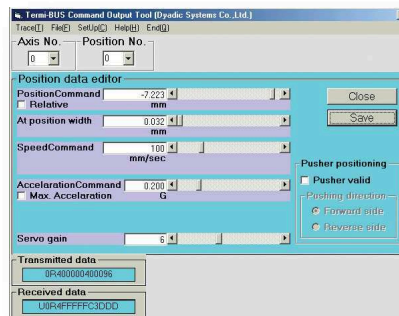 Termi-BUS Command Output Tool (Dyadic Systems Co.,Ltd.)
Trace(T) File(F) SetUp(C) Help(H) End(Q)
Axis No. Position No.
0 0
Position data editor
PositionCommand -7.223
Relative mm
Close
At position width 0.032
mm
Save
SpeedCommand 100
mm/sec
Pusher positioning
Pusher valid
AccelarationCommand 0.200
Max. Acceleration G
Pushing direction
Forward side
Reverse side
Servo gain 6
Transmitted data
0R400000400096
Received data
U0R4FFFFFC3DDD